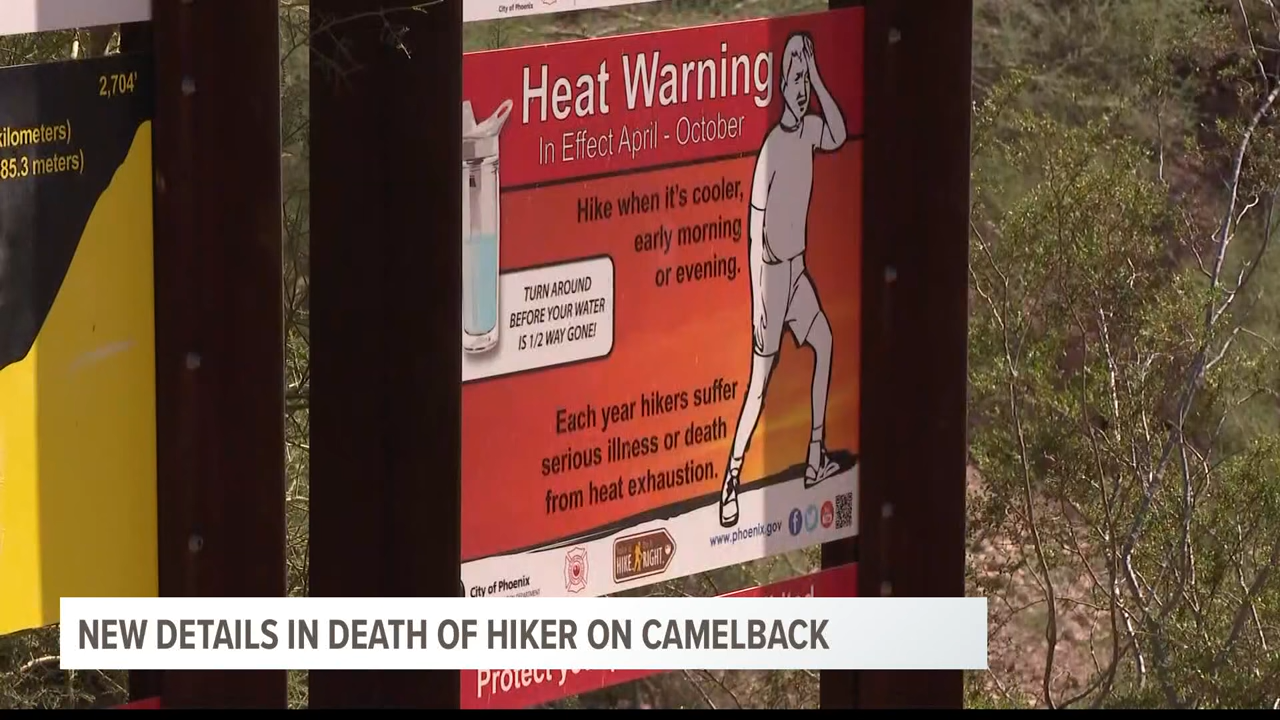 City of Phoenix
2,704'
kilometers)
85.3 meters)
Heat Warning
In Effect April - October
Hike when it's cooler,
early morning
or evening.
TURN AROUND
BEFORE YOUR WATER
IS 1/2 WAY GONE!
Each year hikers suffer
serious illness or death
from heat exhaustion.
www.phoenix.gov
HIKE RIGHT
City of Phoenix
NEW DETAILS IN DEATH OF HIKER ON CAMELBACK
Protect